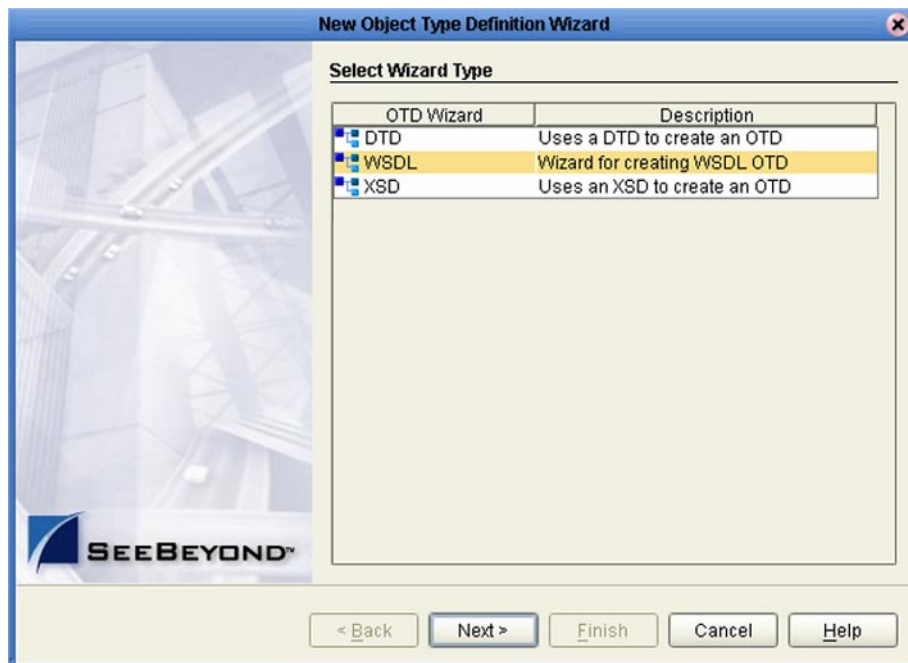 New Object Type Definition Wizard
Select Wizard Type
OTD Wizard Description
DTD Uses a DTD to create an OTD
WSDL Wizard for creating WSDL OTD
XSD Uses an XSD to create an OTD
SEEBEYOND™
< Back Next > Finish Cancel Help